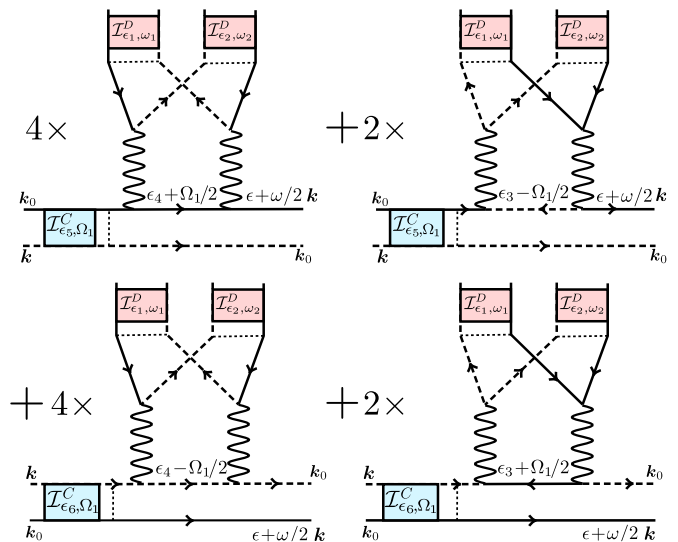 𝓘^D_{ϵ₁,ω₁} 𝓘^D_{ϵ₂,ω₂} 𝓘^D_{ϵ₁,ω₁} 𝓘^D_{ϵ₂,ω₂}
4× +2×
k₀ ϵ₄+Ω₁/2 ϵ+ω/2 k k₀ ϵ₃−Ω₁/2 ϵ+ω/2 k
𝓘^C_{ϵ₅,Ω₁} 𝓘^C_{ϵ₅,Ω₁}
k k₀ k k₀
𝓘^D_{ϵ₁,ω₁} 𝓘^D_{ϵ₂,ω₂} 𝓘^D_{ϵ₁,ω₁} 𝓘^D_{ϵ₂,ω₂}
+4× +2×
k ϵ₄−Ω₁/2 k₀ k ϵ₃+Ω₁/2 k₀
𝓘^C_{ϵ₆,Ω₁} 𝓘^C_{ϵ₆,Ω₁}
k₀ ϵ+ω/2 k k₀ ϵ+ω/2 k